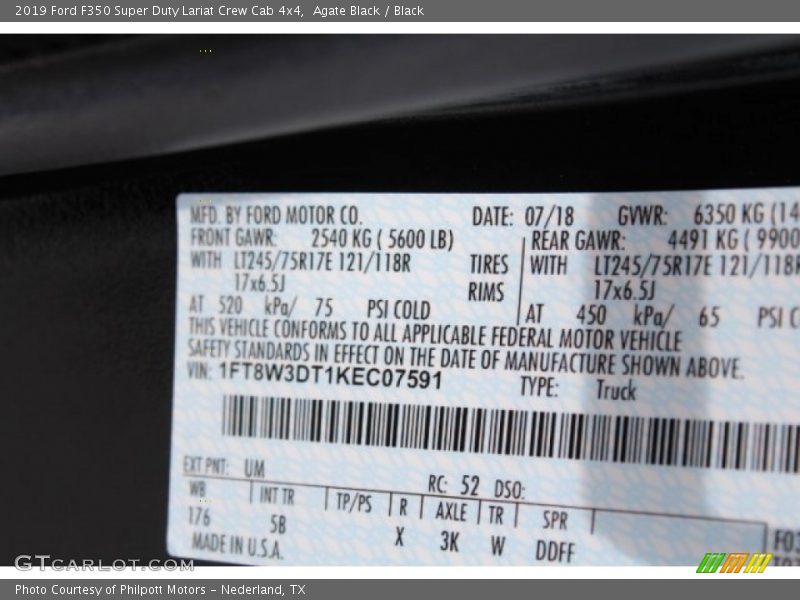 2019 Ford F350 Super Duty Lariat Crew Cab 4x4, Agate Black / Black
MFD. BY FORD MOTOR CO. DATE: 07/18 GVWR: 6350 KG (14
FRONT GAWR: 2540 KG ( 5600 LB) REAR GAWR: 4491 KG ( 9900
WITH LT245/75R17E 121/118R TIRES WITH LT245/75R17E 121/118R
17x6.5J RIMS 17x6.5J
AT 520 kPa/ 75 PSI COLD AT 450 kPa/ 65 PSI C
THIS VEHICLE CONFORMS TO ALL APPLICABLE FEDERAL MOTOR VEHICLE
SAFETY STANDARDS IN EFFECT ON THE DATE OF MANUFACTURE SHOWN ABOVE.
VIN: 1FT8W3DT1KEC07591 TYPE: Truck
EXT PNT: UM RC: 52 DSO:
WB INT TR TP/PS R AXLE TR SPR
176 5B X 3K W DDFF F03
MADE IN U.S.A.
GTcarlot.com
Photo Courtesy of Philpott Motors - Nederland, TX